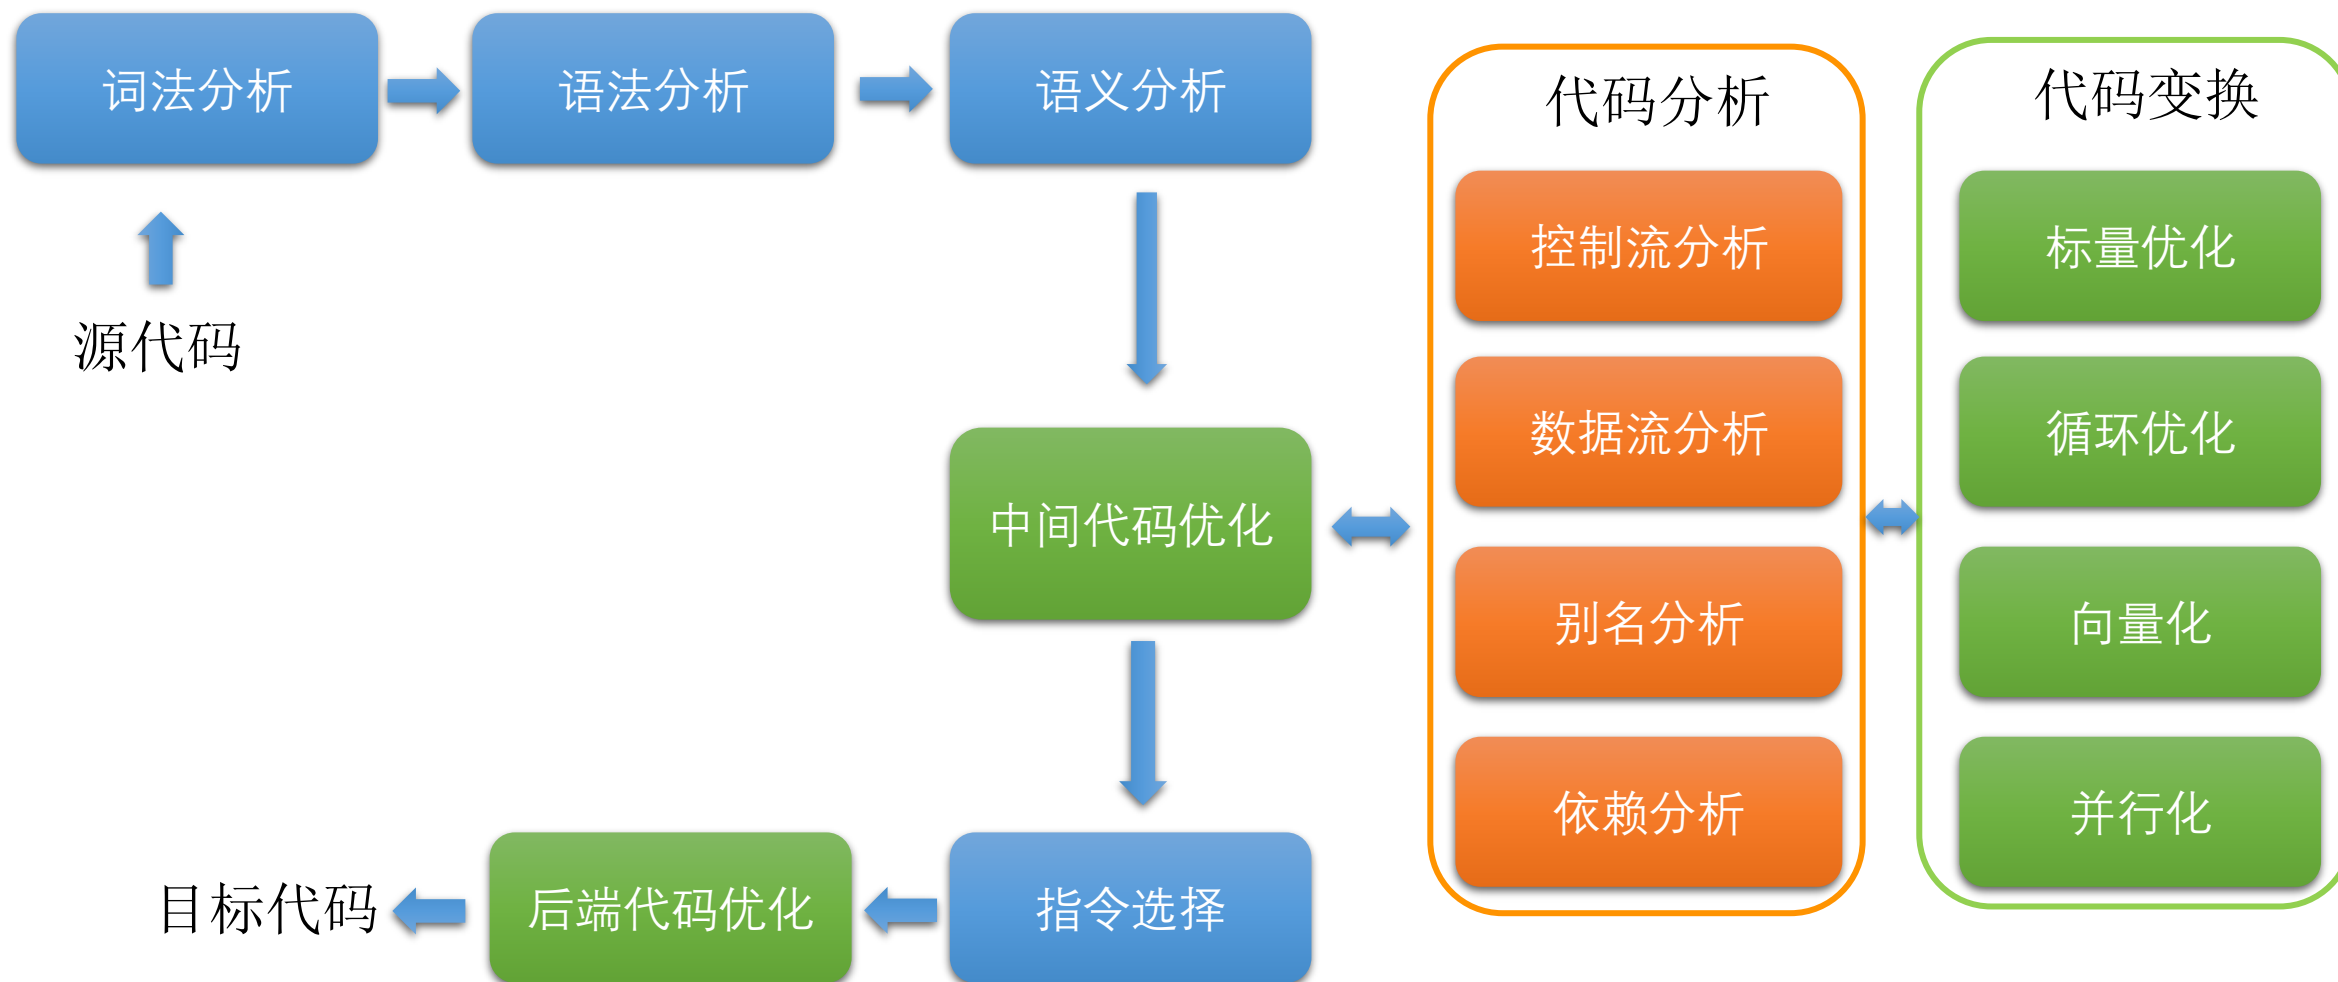 词法分析
语法分析
语义分析
源代码
中间代码优化
目标代码
后端代码优化
指令选择
代码分析
控制流分析
数据流分析
别名分析
依赖分析
代码变换
标量优化
循环优化
向量化
并行化